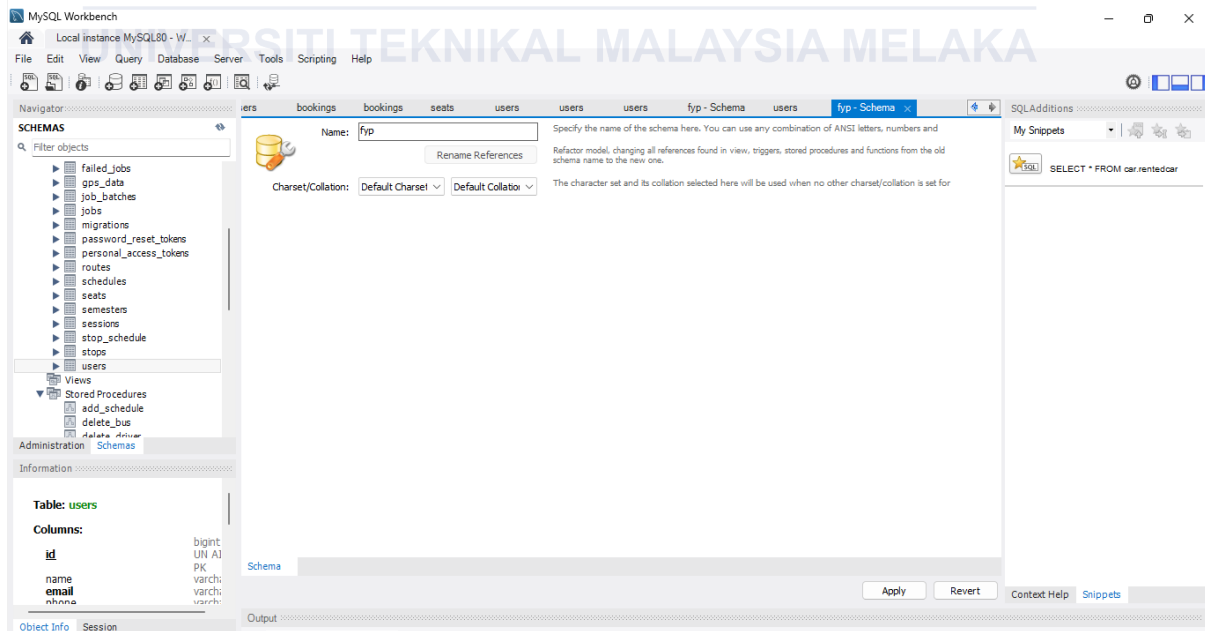 MySQL Workbench
UNIVERSITI TEKNIKAL MALAYSIA MELAKA
Local instance MySQL80 - W...
File Edit View Query Database Server Tools Scripting Help
Navigator
SCHEMAS
Filter objects
failed_jobs
gps_data
job_batches
jobs
migrations
password_reset_tokens
personal_access_tokens
routes
schedules
seats
semesters
sessions
stop_schedule
stops
users
Views
Stored Procedures
add_schedule
delete_bus
delete_driver
Administration Schemas
Information
Table: users
Columns:
id bigint UN AI PK
name varcha
email varcha
phone varcha
Object Info Session
sers bookings bookings seats users users users fyp - Schema users fyp - Schema
Name: fyp
Specify the name of the schema here. You can use any combination of ANSI letters, numbers and
Rename References
Refactor model, changing all references found in view, triggers, stored procedures and functions from the old
schema name to the new one.
Charset/Collation: Default Charset Default Collation
The character set and its collation selected here will be used when no other charset/collation is set for
Schema
Apply Revert
Output
SQLAdditions
My Snippets
SELECT * FROM car.rentedcar
Context Help Snippets